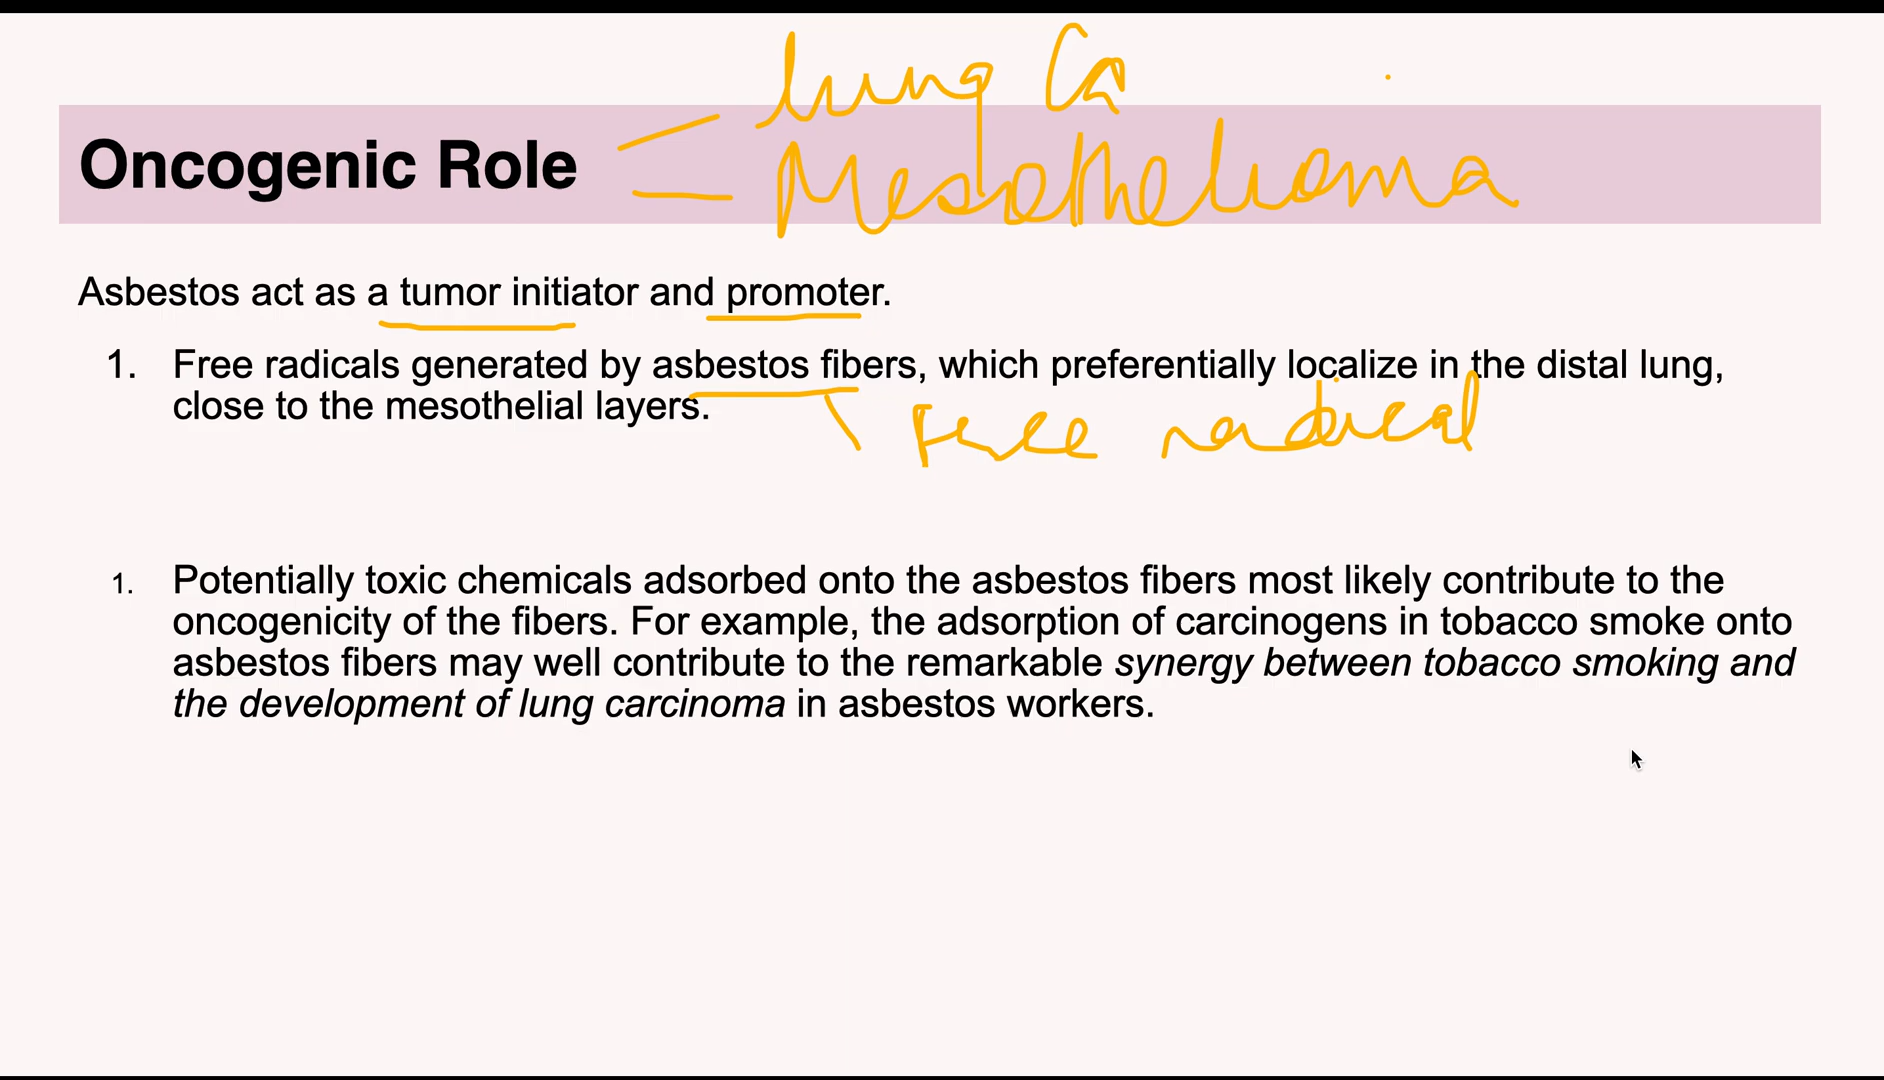 lung Ca
Oncogenic Role
Mesothelioma
Asbestos act as a tumor initiator and promoter.
1. Free radicals generated by asbestos fibers, which preferentially localize in the distal lung,
close to the mesothelial layers.
Free radical
1. Potentially toxic chemicals adsorbed onto the asbestos fibers most likely contribute to the
oncogenicity of the fibers. For example, the adsorption of carcinogens in tobacco smoke onto
asbestos fibers may well contribute to the remarkable synergy between tobacco smoking and
the development of lung carcinoma in asbestos workers.